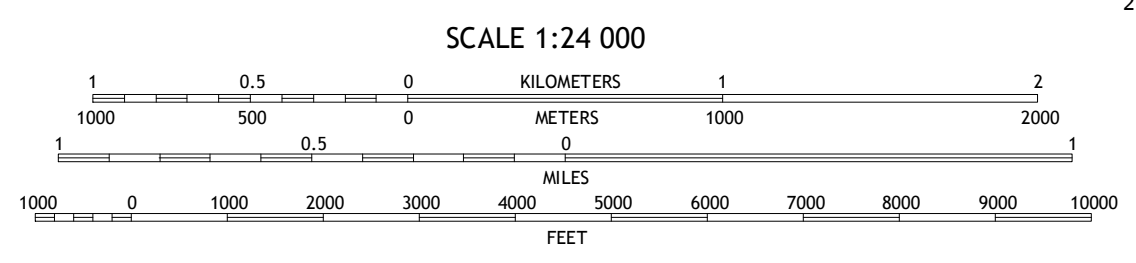 2
SCALE 1:24 000
1 0.5 0 KILOMETERS 1 2
1000 500 0 METERS 1000 2000
1 0.5 0 1
MILES
1000 0 1000 2000 3000 4000 5000 6000 7000 8000 9000 10000
FEET